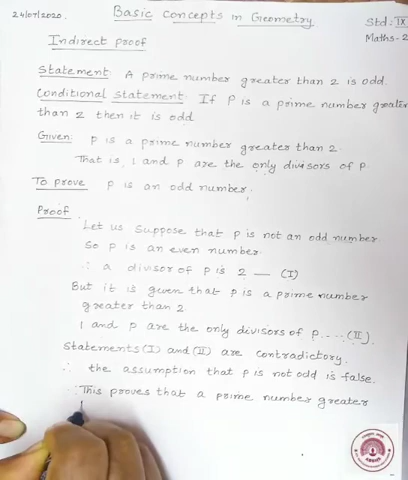 24/07/2020.
Basic Concepts in Geometry
Std: IX
Maths-2
Indirect proof
Statement: A prime number greater than 2 is odd.
Conditional Statement: If P is a prime number greater
than 2 then it is odd
Given: P is a prime number greater than 2.
That is, 1 and p are the only divisors of p.
To prove P is an odd number.
Proof
Let us suppose that p is not an odd number
So p is an even number.
∴ a divisor of p is 2 — (I)
But it is given that p is a prime number
greater than 2
1 and p are the only divisors of p.... (II).
Statements (I) and (II) are contradictory.
∴ the assumption that p is not odd is false.
This proves that a prime number greater